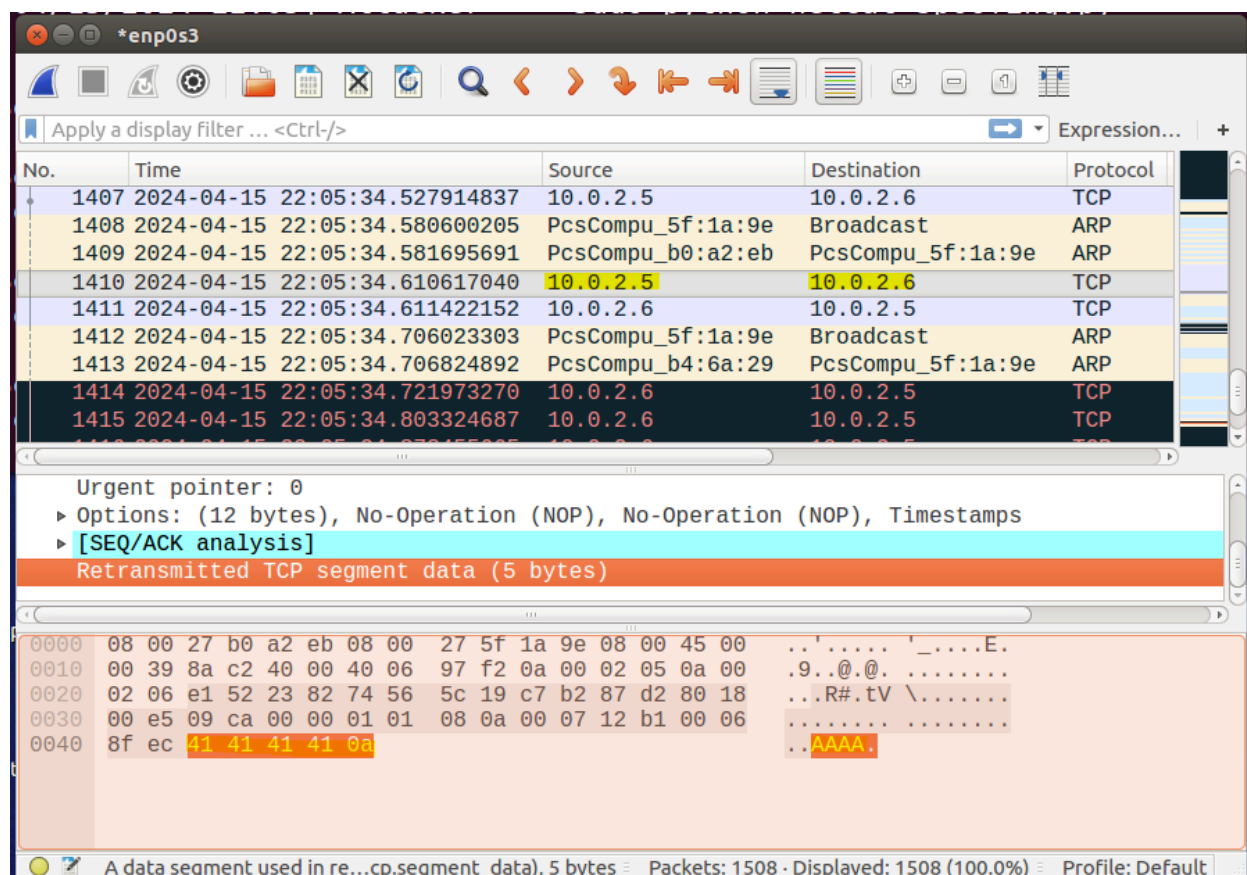 *enp0s3
Apply a display filter ... <Ctrl-/> Expression... +
No. Time Source Destination Protocol
1407 2024-04-15 22:05:34.527914837 10.0.2.5 10.0.2.6 TCP
1408 2024-04-15 22:05:34.580600205 PcsCompu_5f:1a:9e Broadcast ARP
1409 2024-04-15 22:05:34.581695691 PcsCompu_b0:a2:eb PcsCompu_5f:1a:9e ARP
1410 2024-04-15 22:05:34.610617040 10.0.2.5 10.0.2.6 TCP
1411 2024-04-15 22:05:34.611422152 10.0.2.6 10.0.2.5 TCP
1412 2024-04-15 22:05:34.706023303 PcsCompu_5f:1a:9e Broadcast ARP
1413 2024-04-15 22:05:34.706824892 PcsCompu_b4:6a:29 PcsCompu_5f:1a:9e ARP
1414 2024-04-15 22:05:34.721973270 10.0.2.6 10.0.2.5 TCP
1415 2024-04-15 22:05:34.803324687 10.0.2.6 10.0.2.5 TCP
Urgent pointer: 0
Options: (12 bytes), No-Operation (NOP), No-Operation (NOP), Timestamps
[SEQ/ACK analysis]
Retransmitted TCP segment data (5 bytes)
0000 08 00 27 b0 a2 eb 08 00 27 5f 1a 9e 08 00 45 00 ..'..... '_....E.
0010 00 39 8a c2 40 00 40 06 97 f2 0a 00 02 05 0a 00 .9..@.@. ........
0020 02 06 e1 52 23 82 74 56 5c 19 c7 b2 87 d2 80 18 ...R#.tV \.......
0030 00 e5 09 ca 00 00 01 01 08 0a 00 07 12 b1 00 06 ........ ........
0040 8f ec 41 41 41 41 0a ..AAAA.
A data segment used in re...cp.segment_data), 5 bytes Packets: 1508 · Displayed: 1508 (100.0%) Profile: Default